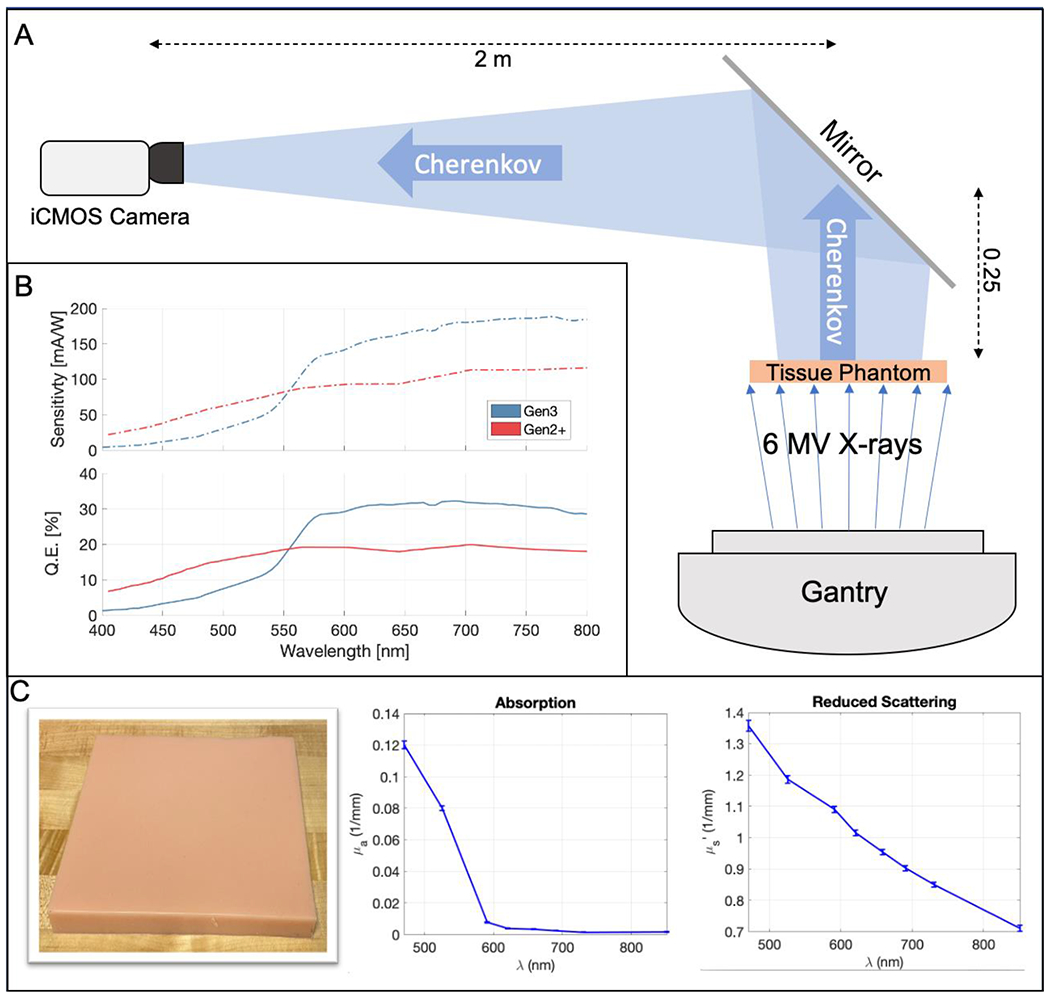 A
2 m
Mirror
Cherenkov
iCMOS Camera
Cherenkov
0.25
Tissue Phantom
6 MV X-rays
Gantry
B
200
150
100
50
0
Sensitivty [mA/W]
Gen3
Gen2+
40
30
20
10
0
Q.E. [%]
400 450 500 550 600 650 700 750 800
Wavelength [nm]
C
Absorption
0.14
0.12
0.1
0.08
0.06
0.04
0.02
0
μa (1/mm)
500 600 700 800
λ (nm)
Reduced Scattering
1.4
1.3
1.2
1.1
1
0.9
0.8
0.7
μs' (1/mm)
500 600 700 800
λ (nm)